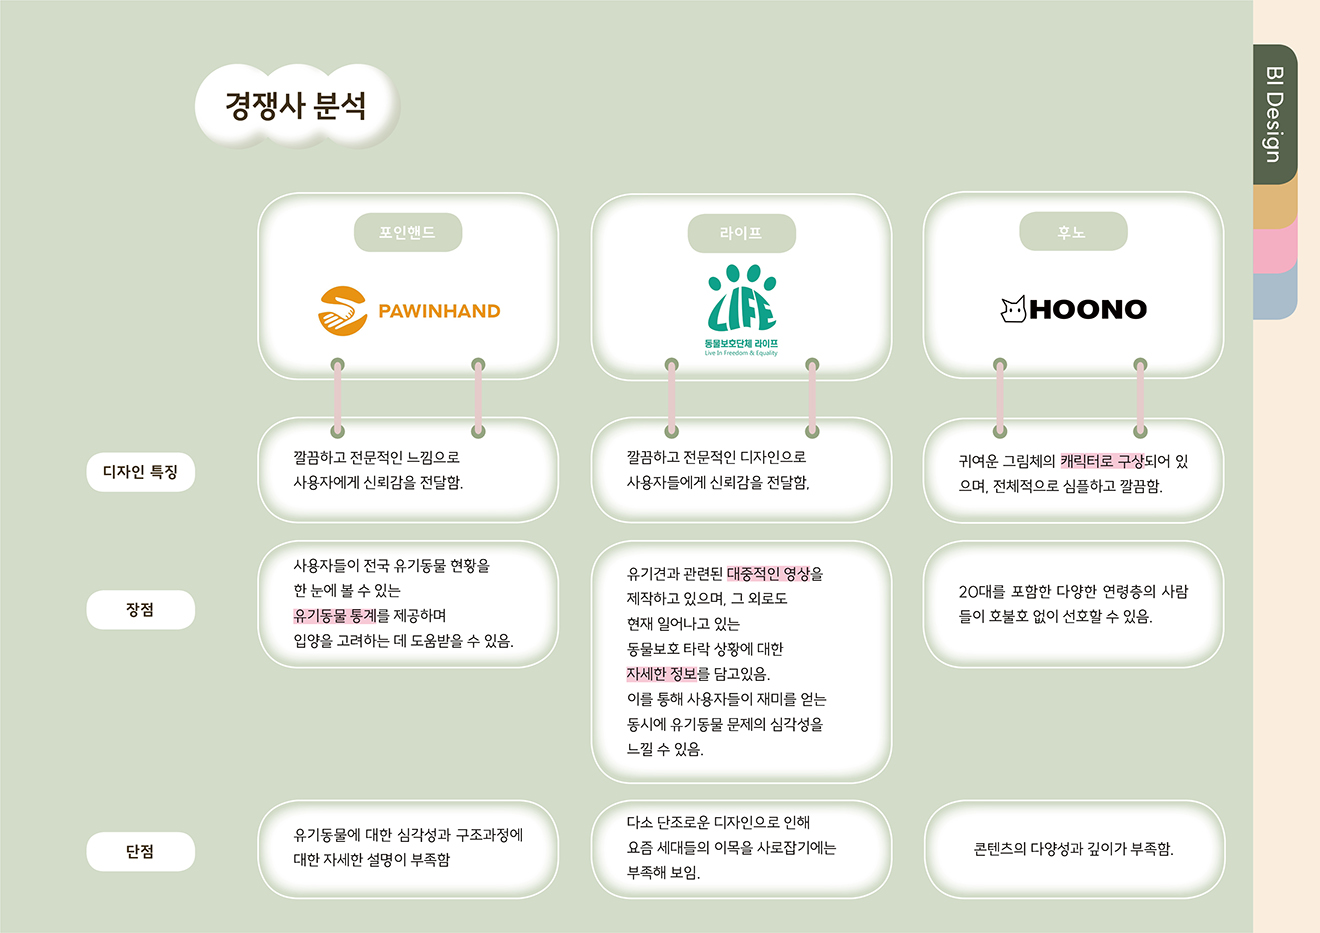 경쟁사 분석
BI Design
포인핸드
PAWINHAND
라이프
LIFE
동물보호단체 라이프
Live In Freedom & Equality
후노
HOONO
디자인 특징
깔끔하고 전문적인 느낌으로
사용자에게 신뢰감을 전달함.
깔끔하고 전문적인 디자인으로
사용자들에게 신뢰감을 전달함,
귀여운 그림체의 캐릭터로 구상되어 있
으며, 전체적으로 심플하고 깔끔함.
장점
사용자들이 전국 유기동물 현황을
한 눈에 볼 수 있는
유기동물 통계를 제공하며
입양을 고려하는 데 도움받을 수 있음.
유기견과 관련된 대중적인 영상을
제작하고 있으며, 그 외로도
현재 일어나고 있는
동물보호 타락 상황에 대한
자세한 정보를 담고있음.
이를 통해 사용자들이 재미를 얻는
동시에 유기동물 문제의 심각성을
느낄 수 있음.
20대를 포함한 다양한 연령층의 사람
들이 호불호 없이 선호할 수 있음.
단점
유기동물에 대한 심각성과 구조과정에
대한 자세한 설명이 부족함
다소 단조로운 디자인으로 인해
요즘 세대들의 이목을 사로잡기에는
부족해 보임.
콘텐츠의 다양성과 깊이가 부족함.